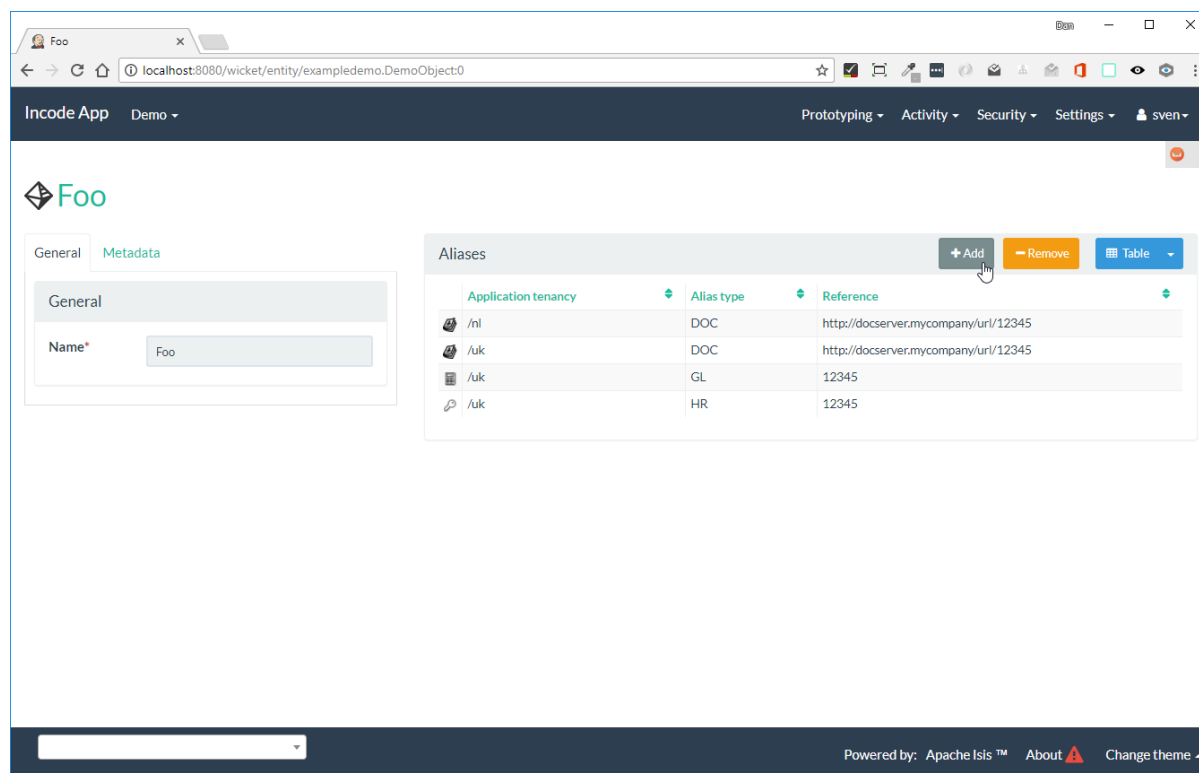 Dan
Foo
localhost:8080/wicket/entity/exampledemo.DemoObject:0
Incode App Demo Prototyping Activity Security Settings sven
Foo
General Metadata
General
Name* Foo
Aliases Add Remove Table
Application tenancy Alias type Reference
/nl DOC http://docserver.mycompany/url/12345
/uk DOC http://docserver.mycompany/url/12345
/uk GL 12345
/uk HR 12345
Powered by: Apache Isis ™ About Change theme